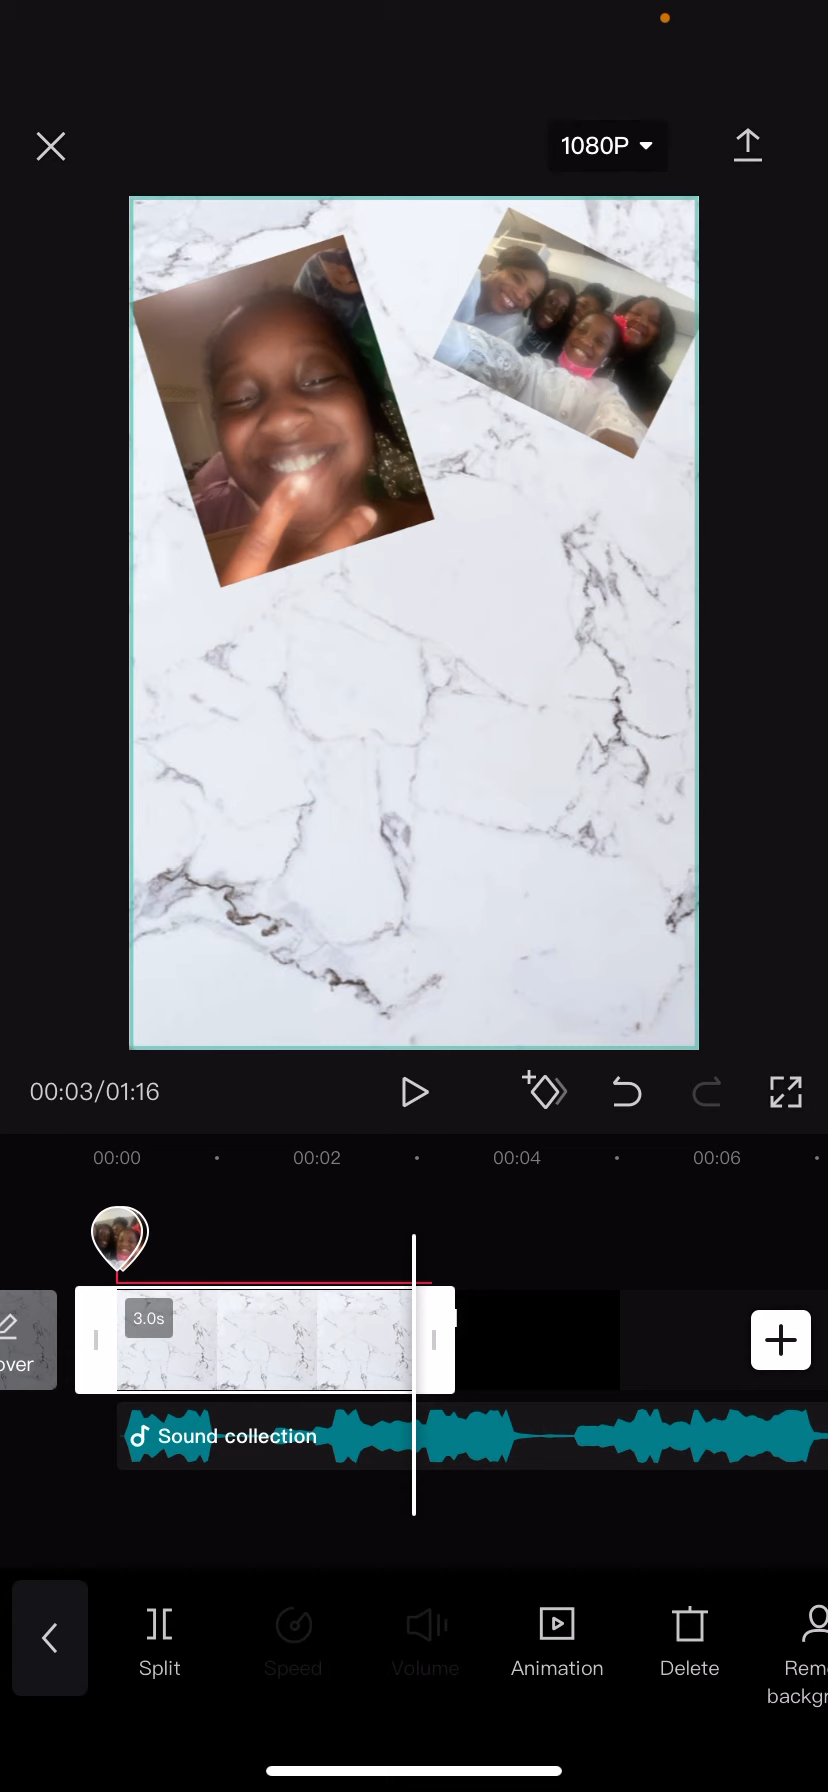 1080P
00:03/01:16
00:00 00:02 00:04 00:06
3.0s
over
Sound collection
Split Speed Volume Animation Delete Rem
backgr